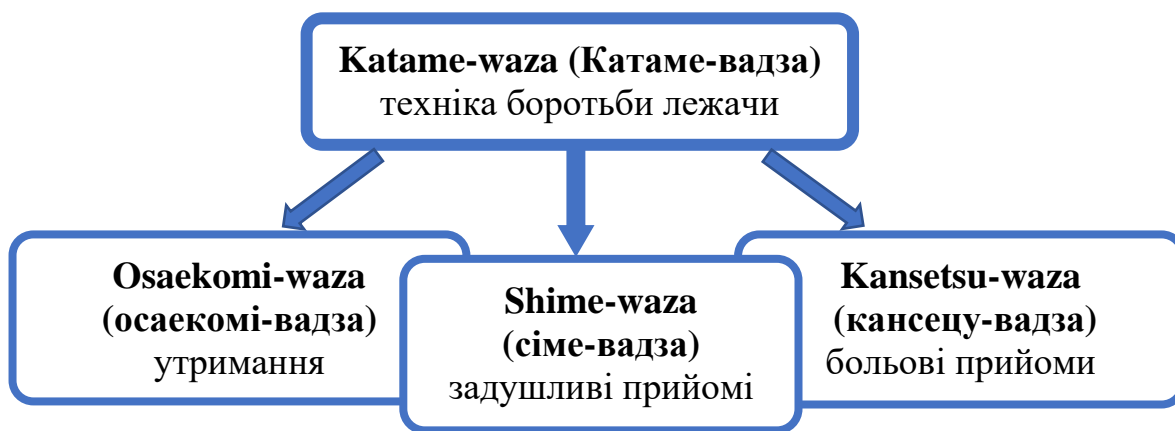 Katame-waza (Катаме-вадза)
техніка боротьби лежачи
Osaekomi-waza
(осаекомі-вадза)
утримання
Shime-waza
(сіме-вадза)
задушливі прийомі
Kansetsu-waza
(кансецу-вадза)
больові прийоми